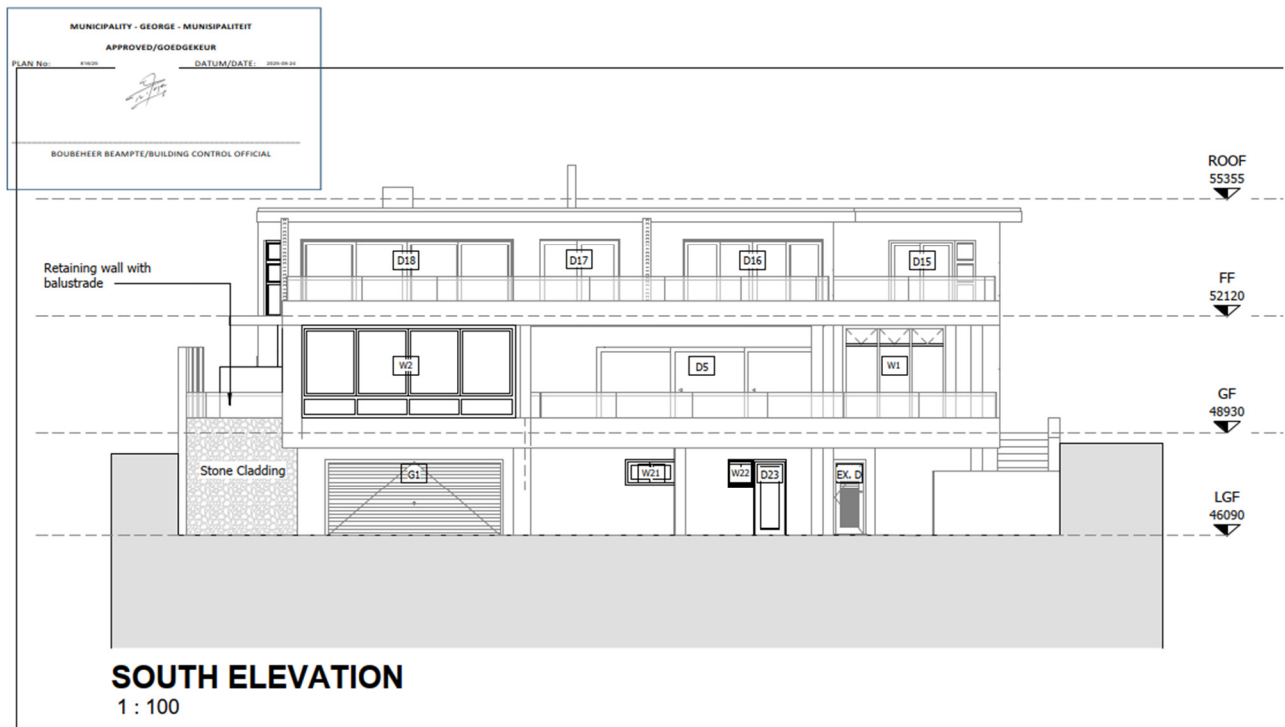 MUNICIPALITY - GEORGE - MUNISIPALITEIT
APPROVED/GOEDGEKEUR
PLAN No: DATUM/DATE:
BOUBEHEER BEAMPTE/BUILDING CONTROL OFFICIAL
ROOF
55355
Retaining wall with
balustrade
D18
D17
D16
D15
FF
52120
W2
D5
W1
GF
48930
Stone Cladding
G1
W21
W22
D23
EX. D
LGF
46090
SOUTH ELEVATION
1 : 100